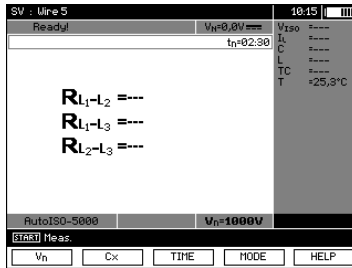 SV : Wire 5 10:15
Ready! VN=0,0V
tn=02:30
RL1-L2 =---
RL1-L3 =---
RL2-L3 =---
VISO =---
IL =---
C =---
L =---
TC =---
T =25,3°C
AutoISO-5000 Vn=1000V
START Meas.
Vn Cx TIME MODE HELP